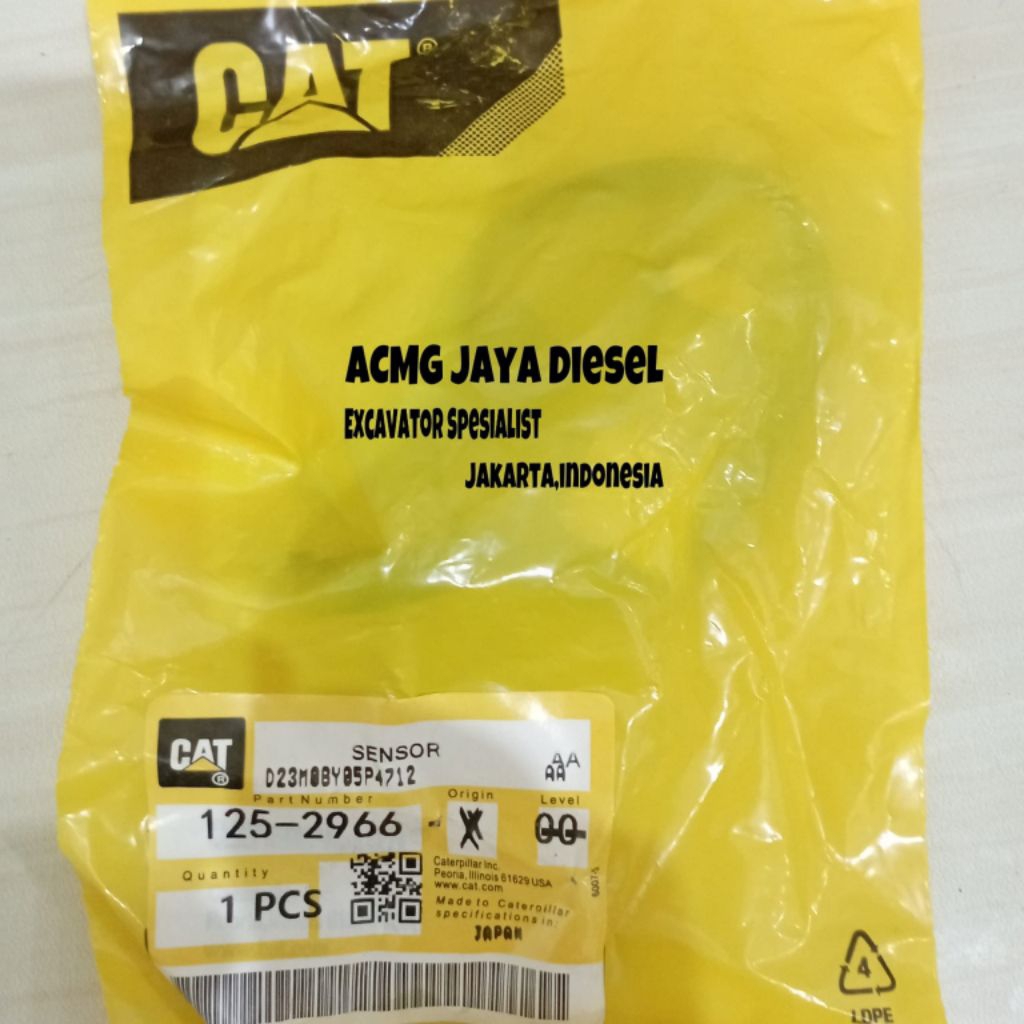 CAT®
ACMG JAYA DIESEL
EXCAVATOR SPESIALIST
JAKARTA,INDONESIA
CAT®
SENSOR
AA
D23M0BY05P4712
AA
Part Number
Origin
Level
125-2966 - X 00
Quantity
1 PCS
Caterpillar Inc.
Peoria, Illinois 61629 USA
www.cat.com
Made to Caterpillar
specifications in:
JAPAN
4
LDPE